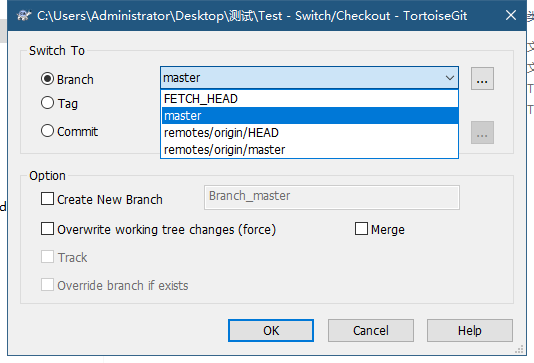 C:\Users\Administrator\Desktop\测试\Test - Switch/Checkout - TortoiseGit
Switch To
Branch
master
...
FETCH_HEAD
master
remotes/origin/HEAD
remotes/origin/master
Tag
Commit
...
Option
Create New Branch
Branch_master
Overwrite working tree changes (force)
Merge
Track
Override branch if exists
OK
Cancel
Help